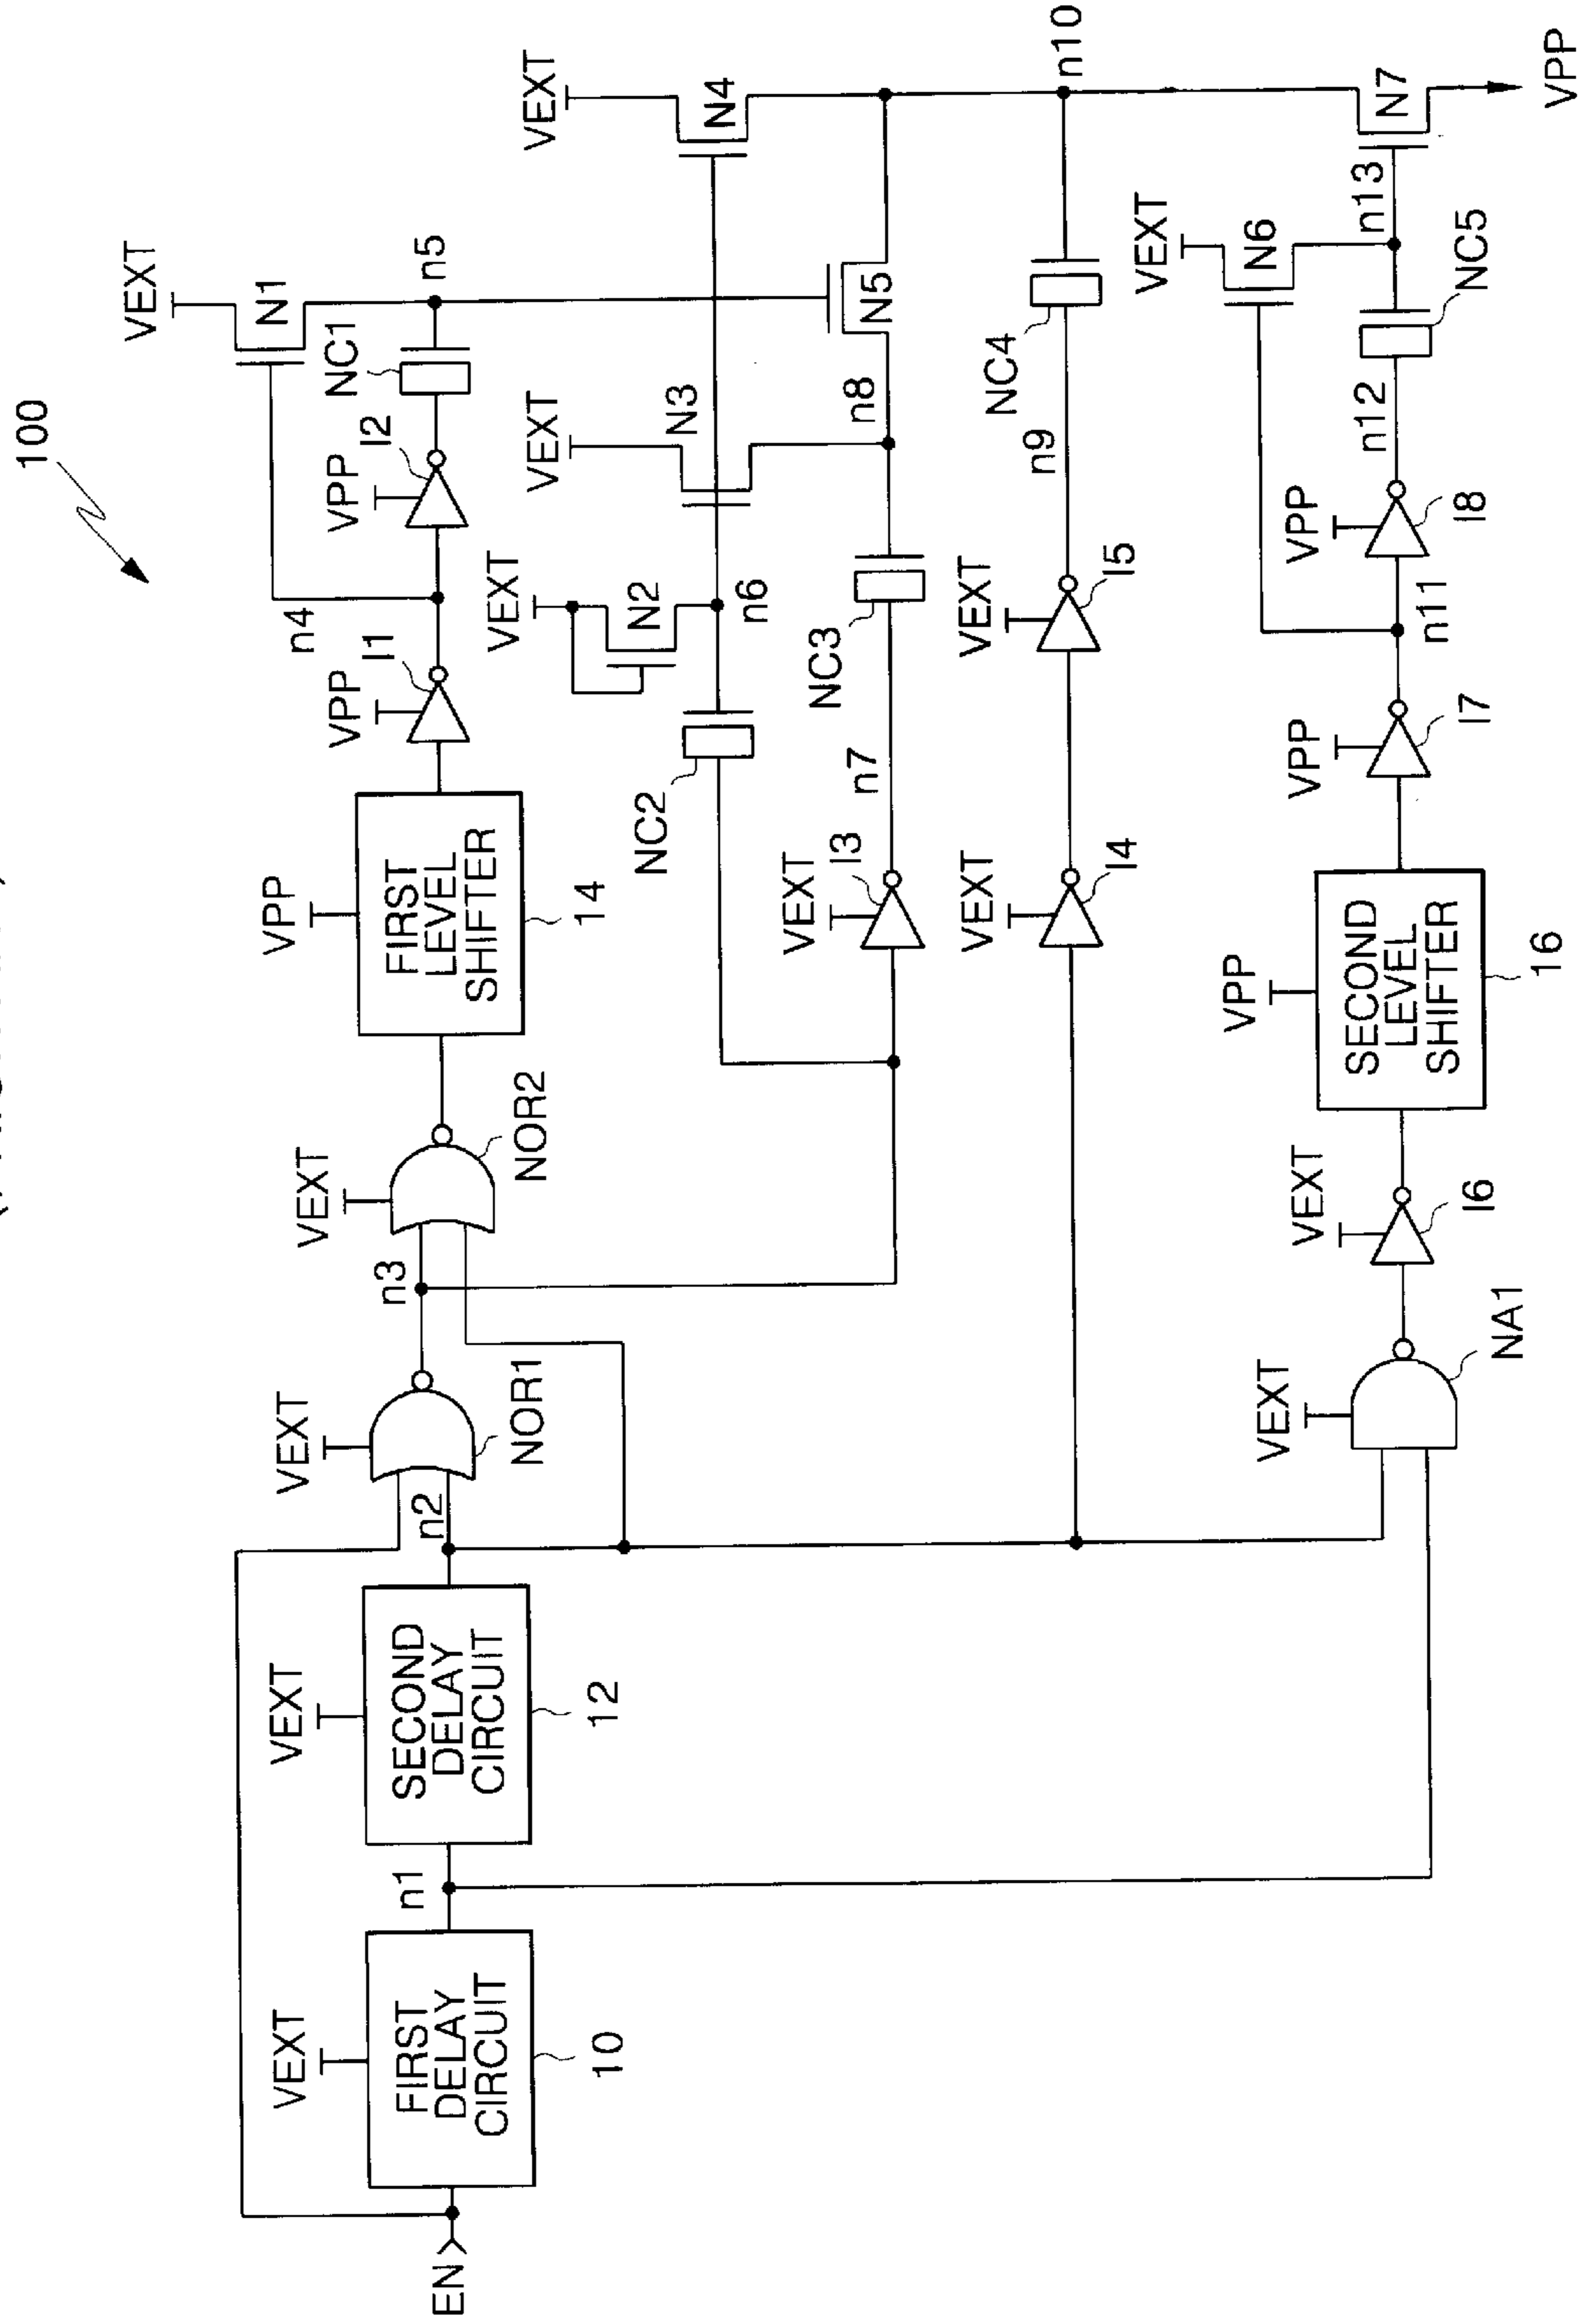 100
EN
VEXT
FIRST
DELAY
CIRCUIT
10
n1
VEXT
SECOND
DELAY
CIRCUIT
12
n2
VEXT
NOR1
n3
VEXT
NOR2
VPP
FIRST
LEVEL
SHIFTER
14
VPP
I1
n4
VPP
I2
NC1
VEXT
N1
n5
NC2
VEXT
N2
n6
VEXT
N3
VEXT
N4
VEXT
I3
n7
NC3
n8
N5
VEXT
I4
VEXT
I5
n9
NC4
n10
VEXT
NA1
VEXT
I6
VPP
SECOND
LEVEL
SHIFTER
16
VPP
I7
n11
VPP
I8
n12
NC5
VEXT
N6
n13
N7
VPP